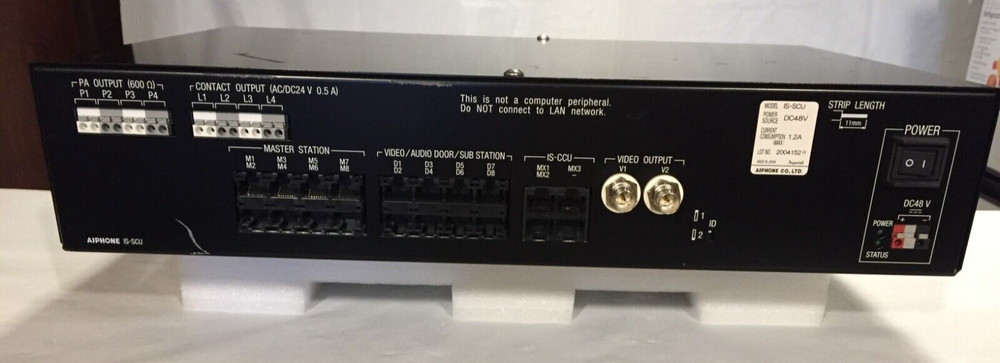 PA OUTPUT (600 Ω)
P1 P2 P3 P4
CONTACT OUTPUT (AC/DC24 V 0.5 A)
L1 L2 L3 L4
This is not a computer peripheral.
Do NOT connect to LAN network.
MODEL IS-SCU
POWER SOURCE DC48V
CURRENT CONSUMPTION 1.2A
(MAX)
LOT NO. 2004152
MADE IN JAPAN
AIPHONE CO., LTD.
STRIP LENGTH
11mm
POWER
O I
DC48 V
+ −
POWER
STATUS
MASTER STATION
M1 M3 M5 M7
M2 M4 M6 M8
VIDEO/AUDIO DOOR/SUB STATION
D1 D3 D5 D7
D2 D4 D6 D8
IS-CCU
MX1 MX3
MX2 −
VIDEO OUTPUT
V1 V2
1
2
ID
AIPHONE IS-SCU